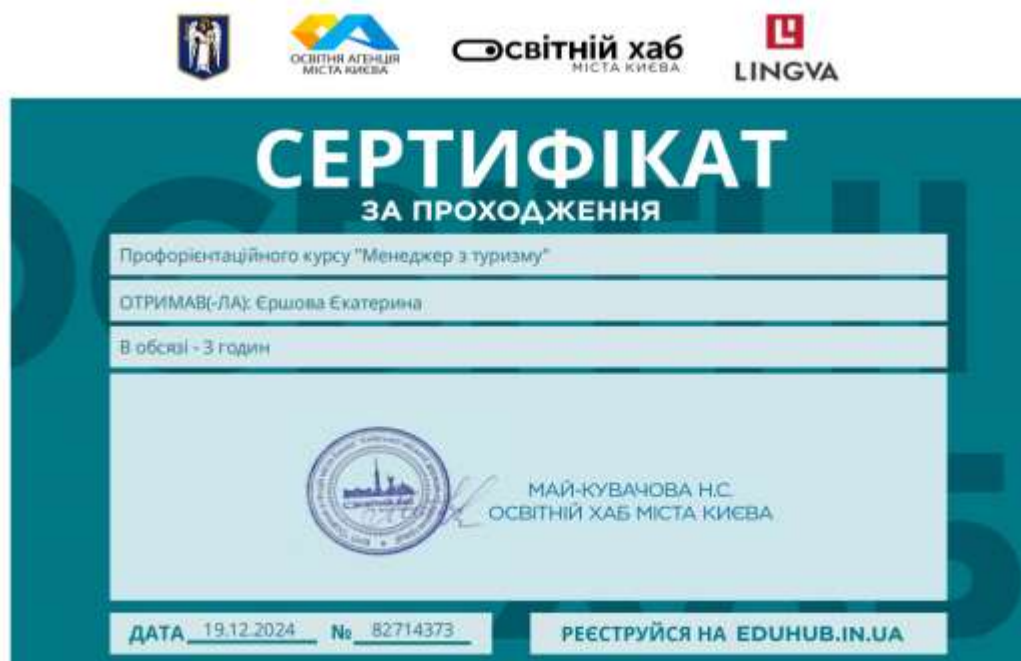 ОСВІТНЯ АГЕНЦІЯ
МІСТА КИЄВА
Освітній хаб
МІСТА КИЄВА
LINGVA
СЕРТИФІКАТ
ЗА ПРОХОДЖЕННЯ
Профорієнтаційного курсу "Менеджер з туризму"
ОТРИМАВ(-ЛА): Єршова Єкатерина
В обсязі - 3 годин
МАЙ-КУВАЧОВА Н.С.
ОСВІТНІЙ ХАБ МІСТА КИЄВА
ДАТА 19.12.2024 № 82714373
РЕЄСТРУЙСЯ НА EDUHUB.IN.UA